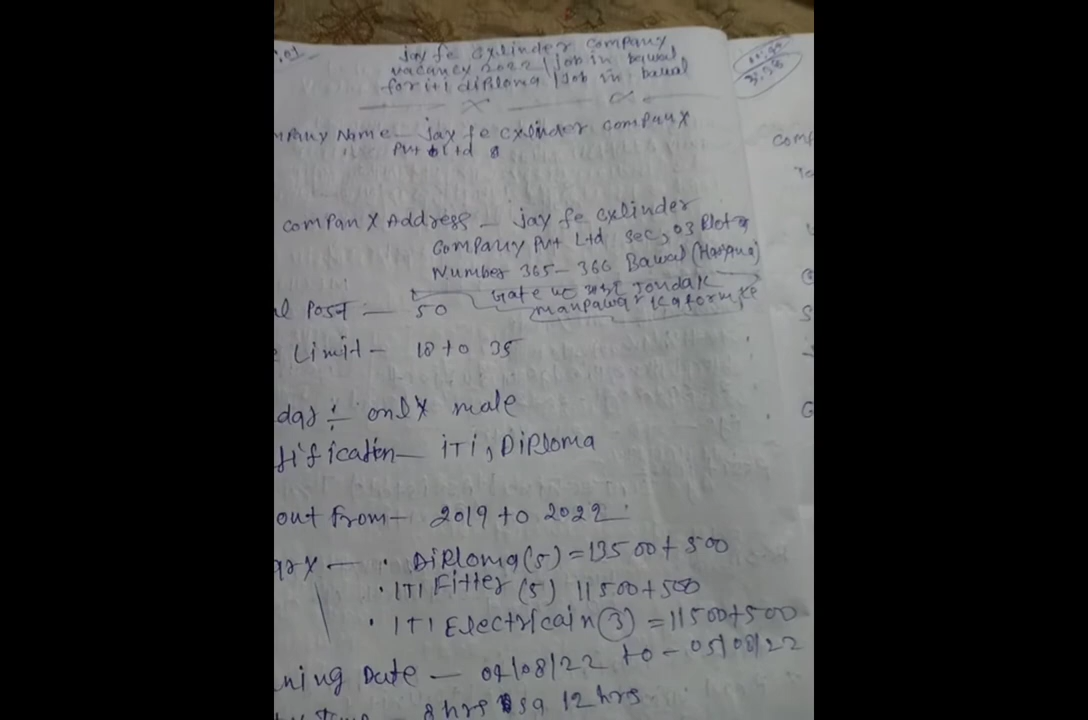 jay fe cylinder company
vacancy 2022 | job in bawal
for iti diploma | Job in bawal
mpany Name - jay fe cylinder company
Pvt Ltd
company Address - jay fe cylinder
company Pvt Ltd sec, 03 Plot
Number 365-366 Bawal (Haryana)
Gate
l Post - 50
Limit - 18 to 35
only male
ification - iTi, Diploma
out from - 2019 to 2022
ary - • Diploma (5) = 13500 + 500
• ITI Fitter (5) 11500 + 500
• ITI Electricain (3) = 11500 + 500
ning Date - 04/08/22 to - 05/08/22
8 hrs 12 hrs